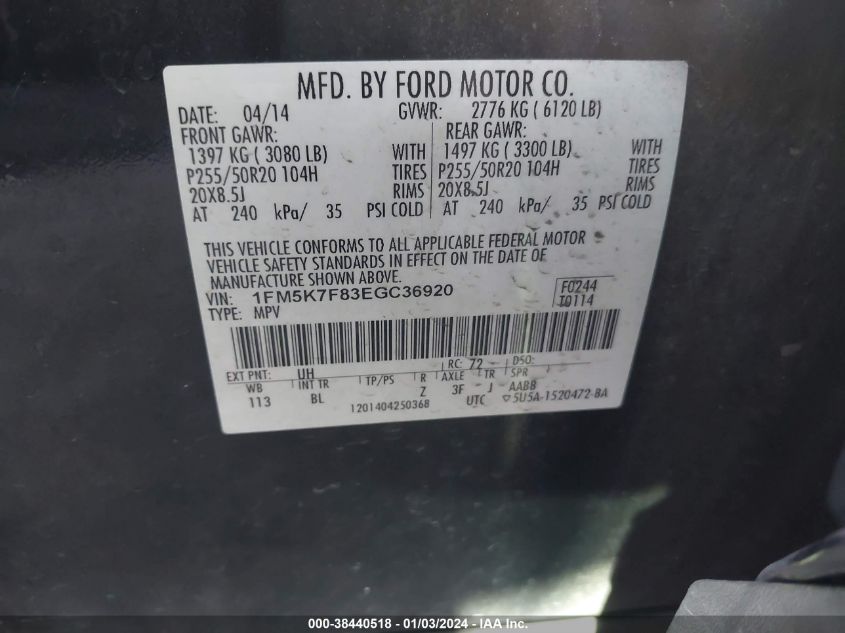 MFD. BY FORD MOTOR CO.
DATE: 04/14 GVWR: 2776 KG ( 6120 LB)
FRONT GAWR: REAR GAWR:
1397 KG ( 3080 LB) WITH 1497 KG ( 3300 LB) WITH
P255/50R20 104H TIRES P255/50R20 104H TIRES
20X8.5J RIMS 20X8.5J RIMS
AT 240 kPa/ 35 PSI COLD AT 240 kPa/ 35 PSI COLD
THIS VEHICLE CONFORMS TO ALL APPLICABLE FEDERAL MOTOR
VEHICLE SAFETY STANDARDS IN EFFECT ON THE DATE OF
MANUFACTURE SHOWN ABOVE.
VIN: 1FM5K7F83EGC36920 F0244
TYPE: MPV T0114
EXT PNT: UH RC: 72 DSO:
WB INT TR TP/PS R AXLE TR SPR
113 BL Z 3F J AABB
1201404250368 UTC ▽5U5A-1520472-BA
000-38440518 - 01/03/2024 - IAA Inc.